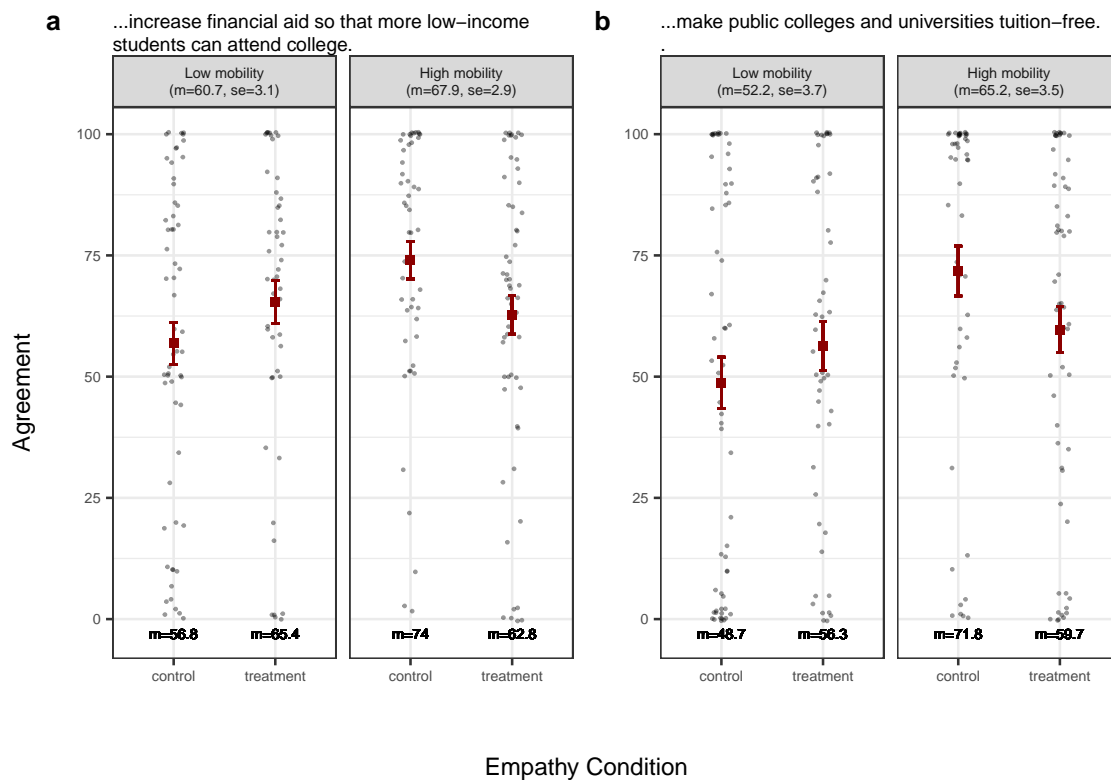 a
...increase financial aid so that more low−income
students can attend college.
b
...make public colleges and universities tuition−free.
.
Low mobility
(m=60.7, se=3.1)
High mobility
(m=67.9, se=2.9)
Low mobility
(m=52.2, se=3.7)
High mobility
(m=65.2, se=3.5)
Agreement
100
75
50
25
0
m=56.8
m=65.4
m=74
m=62.8
control
treatment
control
treatment
100
75
50
25
0
m=48.7
m=56.3
m=71.8
m=59.7
control
treatment
control
treatment
Empathy Condition